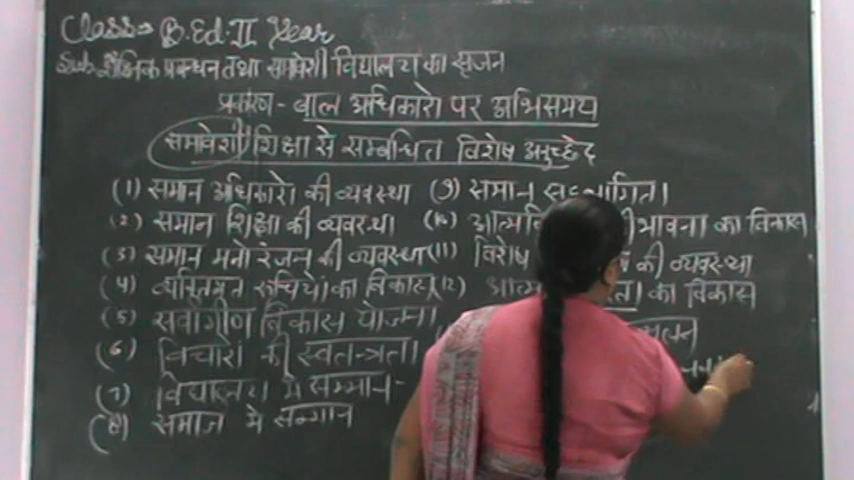 Class → B.Ed. II Year
Sub. शैक्षिक प्रबन्धन तथा समावेशी विद्यालय का सृजन
प्रकरण - बाल अधिकारो पर अभिसमय
समावेशी शिक्षा से सम्बन्धित विशेष अनुच्छेद
(1) समान अधिकारो की व्यवस्था
(2) समान शिक्षा की व्यवस्था
(3) समान मनोरंजन की व्यवस्था
(4) व्यक्तिगत रूचियों का विकास
(5) सर्वांगीण विकास योजना
(6) विचारों की स्वतन्त्रता
(7) विद्यालय मे सम्मान
(8) समाज मे सम्मान
(9) समान सहभागिता
(10) भावना का विकास
(11) विशेष की व्यवस्था
(12) का विकास